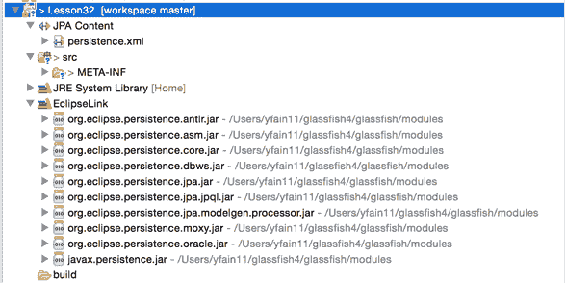 > Lesson32 [workspace master]
JPA Content
persistence.xml
> src
> META-INF
JRE System Library [Home]
EclipseLink
org.eclipse.persistence.antlr.jar - /Users/yfain11/glassfish4/glassfish/modules
org.eclipse.persistence.asm.jar - /Users/yfain11/glassfish4/glassfish/modules
org.eclipse.persistence.core.jar - /Users/yfain11/glassfish4/glassfish/modules
org.eclipse.persistence.dbws.jar - /Users/yfain11/glassfish4/glassfish/modules
org.eclipse.persistence.jpa.jar - /Users/yfain11/glassfish4/glassfish/modules
org.eclipse.persistence.jpa.jpql.jar - /Users/yfain11/glassfish4/glassfish/modules
org.eclipse.persistence.jpa.modelgen.processor.jar - /Users/yfain11/glassfish4/glassfish/modules
org.eclipse.persistence.moxy.jar - /Users/yfain11/glassfish4/glassfish/modules
org.eclipse.persistence.oracle.jar - /Users/yfain11/glassfish4/glassfish/modules
javax.persistence.jar - /Users/yfain11/glassfish4/glassfish/modules
build